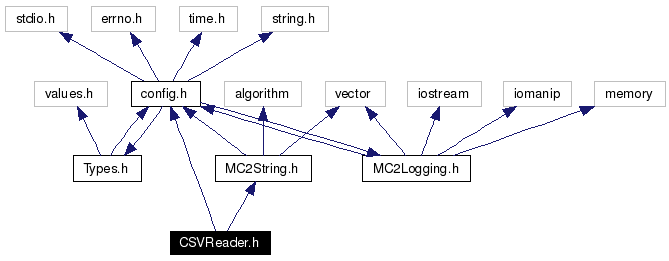 stdio.h
errno.h
time.h
string.h
values.h
config.h
algorithm
vector
iostream
iomanip
memory
Types.h
MC2String.h
MC2Logging.h
CSVReader.h